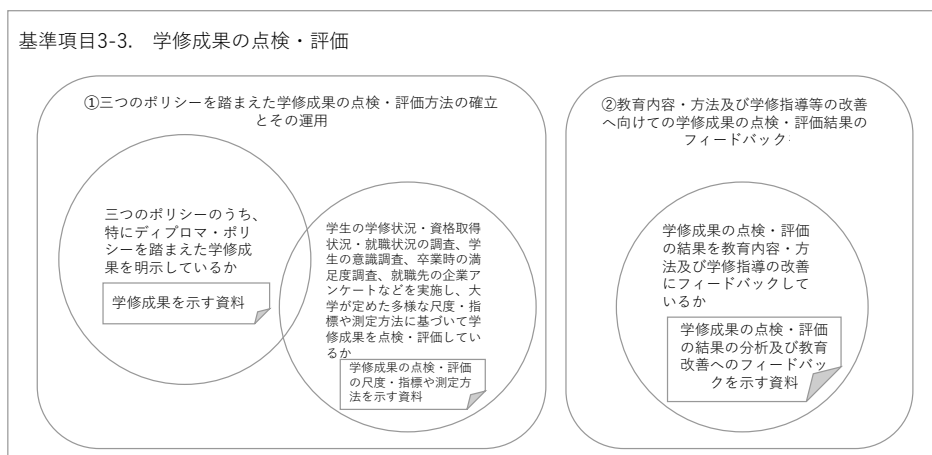 基準項目3-3. 学修成果の点検・評価
①三つのポリシーを踏まえた学修成果の点検・評価方法の確立
とその運用
三つのポリシーのうち、
特にディプロマ・ポリ
シーを踏まえた学修成
果を明示しているか
学修成果を示す資料
学生の学修状況・資格取得
状況・就職状況の調査、学
生の意識調査、卒業時の満
足度調査、就職先の企業ア
ンケートなどを実施し、大
学が定めた多様な尺度・指
標や測定方法に基づいて学
修成果を点検・評価してい
るか
学修成果の点検・評価
の尺度・指標や測定方
法を示す資料
②教育内容・方法及び学修指導等の改善
へ向けての学修成果の点検・評価結果の
フィードバック
学修成果の点検・評価
の結果を教育内容・方
法及び学修指導の改善
にフィードバックして
いるか
学修成果の点検・評価
の結果の分析及び教育
改善へのフィードバッ
クを示す資料